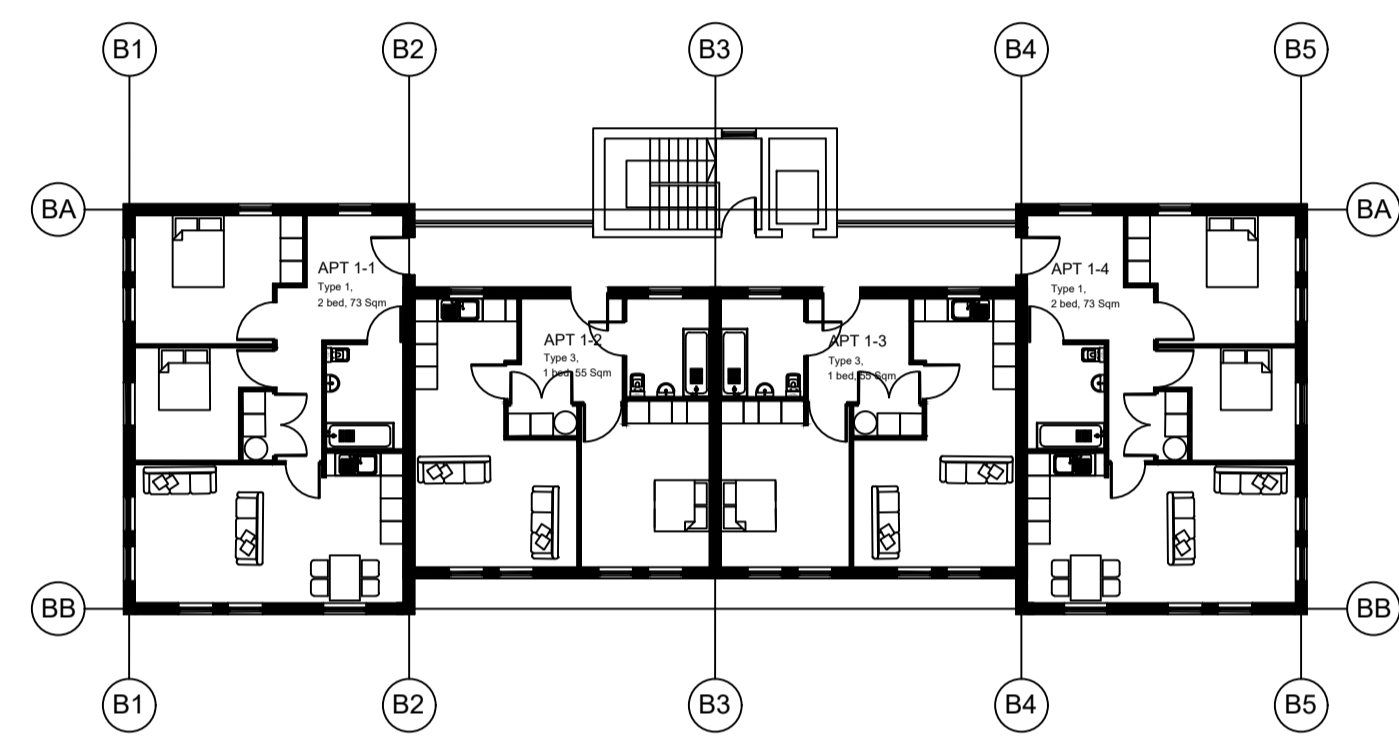 B1
B2
B3
B4
B5
BA
BA
APT 1-1
Type 1,
2 bed, 73 Sqm
APT 1-4
Type 1,
2 bed, 73 Sqm
APT 1-2
Type 3,
1 bed, 55 Sqm
APT 1-3
Type 3,
1 bed, 55 Sqm
BB
BB
B1
B2
B3
B4
B5